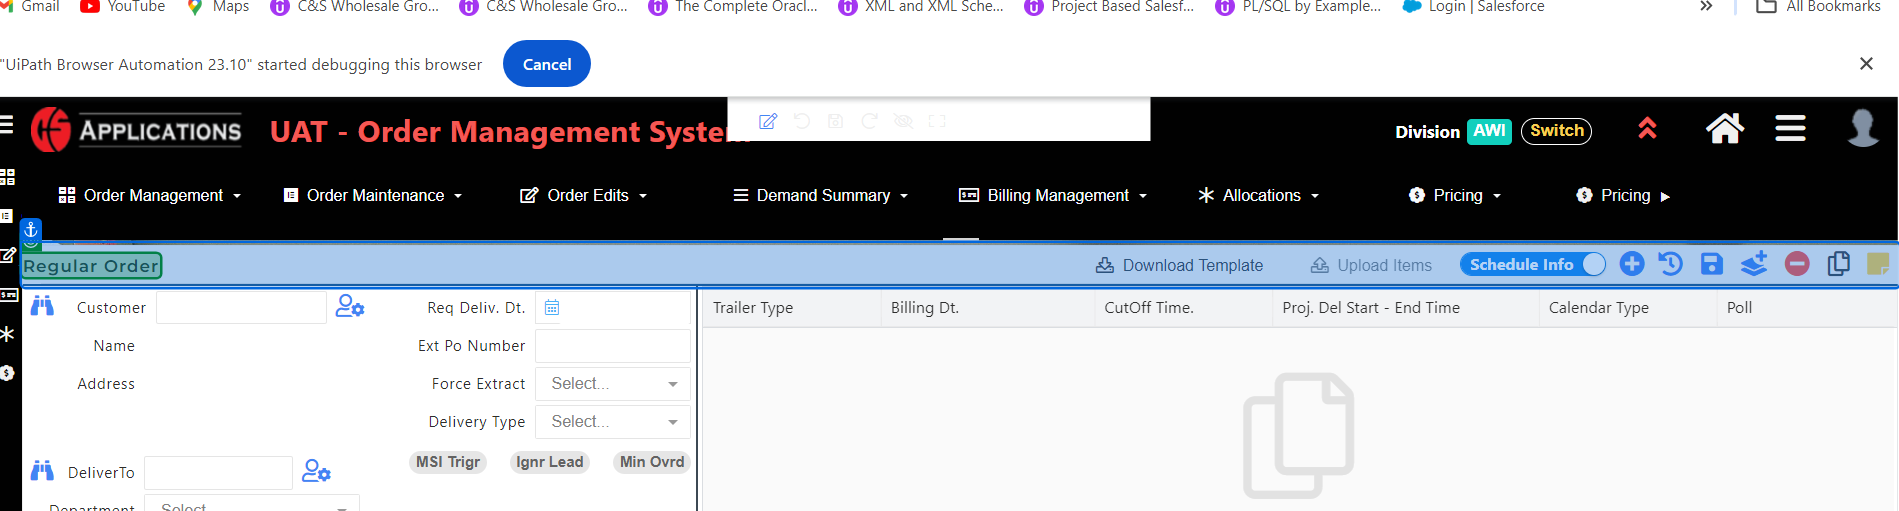 Gmail YouTube Maps C&S Wholesale Gro... C&S Wholesale Gro... The Complete Oracl... XML and XML Sche... Project Based Salesf... PL/SQL by Example... Login | Salesforce » All Bookmarks
"UiPath Browser Automation 23.10" started debugging this browser Cancel
APPLICATIONS UAT - Order Management System Division AWI Switch
Order Management Order Maintenance Order Edits Demand Summary Billing Management Allocations Pricing Pricing
Regular Order Download Template Upload Items Schedule Info
Customer Req Deliv. Dt. Trailer Type Billing Dt. CutOff Time. Proj. Del Start - End Time Calendar Type Poll
Name Ext Po Number
Address Force Extract Select...
Delivery Type Select...
MSI Trigr Ignr Lead Min Ovrd
DeliverTo
Department Select